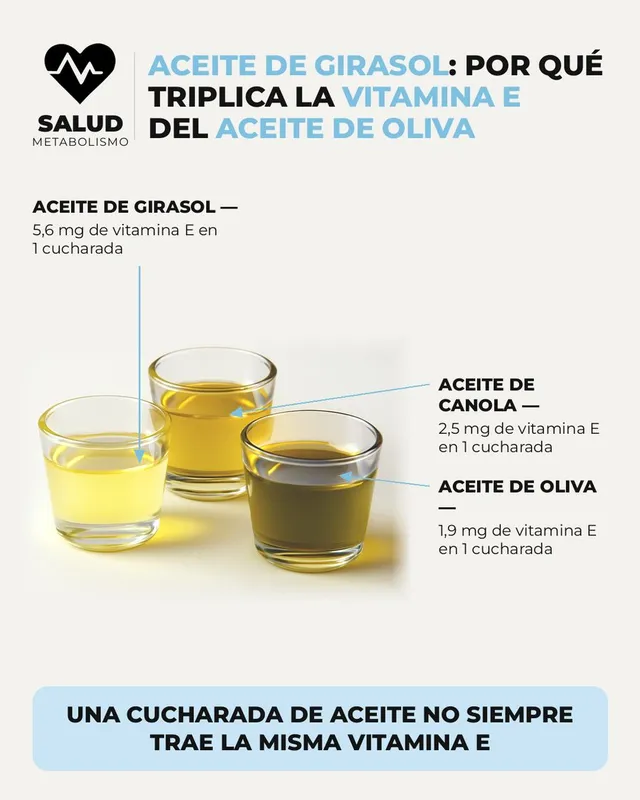 SALUD
METABOLISMO
ACEITE DE GIRASOL: POR QUÉ
TRIPLICA LA VITAMINA E
DEL ACEITE DE OLIVA
ACEITE DE GIRASOL —
5,6 mg de vitamina E en
1 cucharada
ACEITE DE
CANOLA —
2,5 mg de vitamina E
en 1 cucharada
ACEITE DE OLIVA
—
1,9 mg de vitamina E
en 1 cucharada
UNA CUCHARADA DE ACEITE NO SIEMPRE
TRAE LA MISMA VITAMINA E